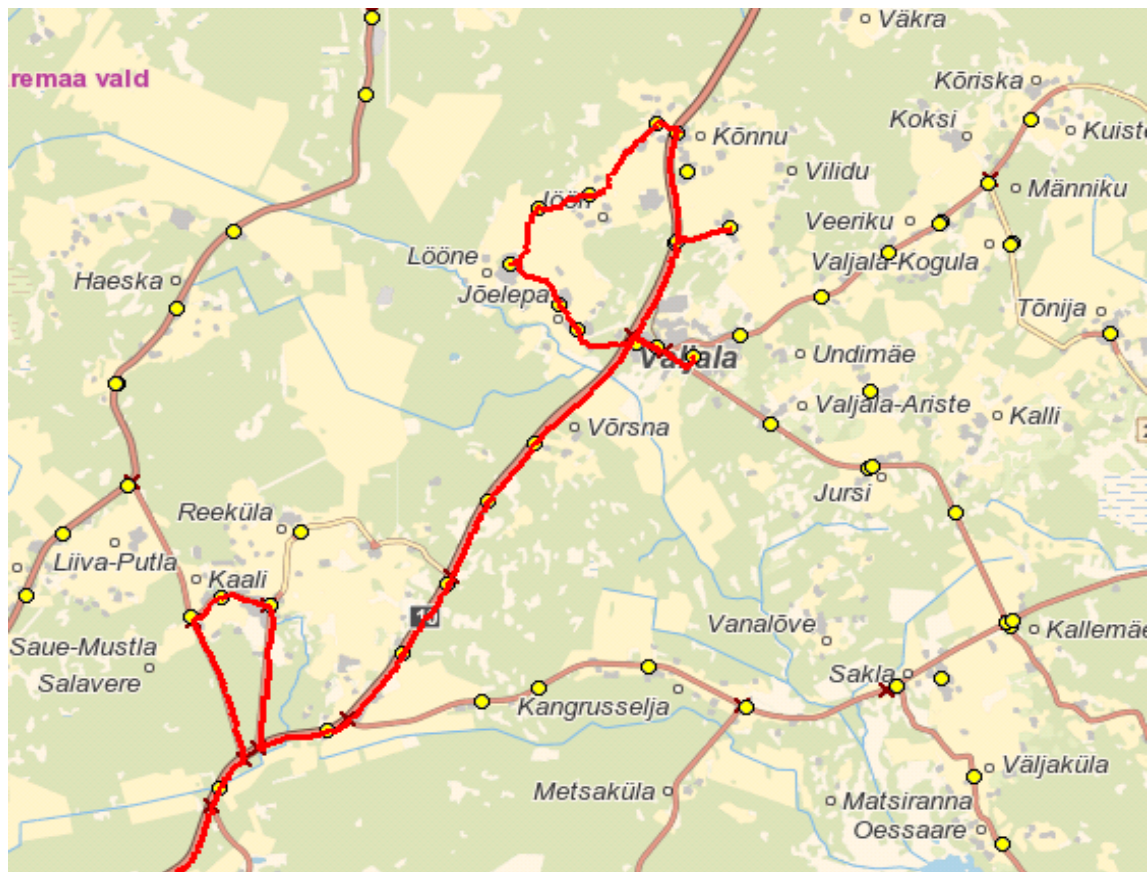 Väkra
remaa vald
Kõriska
Koksi
Kuiste
Kõnnu
Vilidu
Männiku
Jöön
Veeriku
Lööne
Valjala-Kogula
Haeska
Jõelepa
Tõnija
Valjala
Undimäe
Valjala-Ariste
Kalli
Võrsna
Jursi
Reeküla
Liiva-Putla
Kaali
10
Vanalõve
Kallemäe
Saue-Mustla
Salavere
Sakla
Kangrusselja
Väljaküla
Metsaküla
Matsiranna
Oessaare